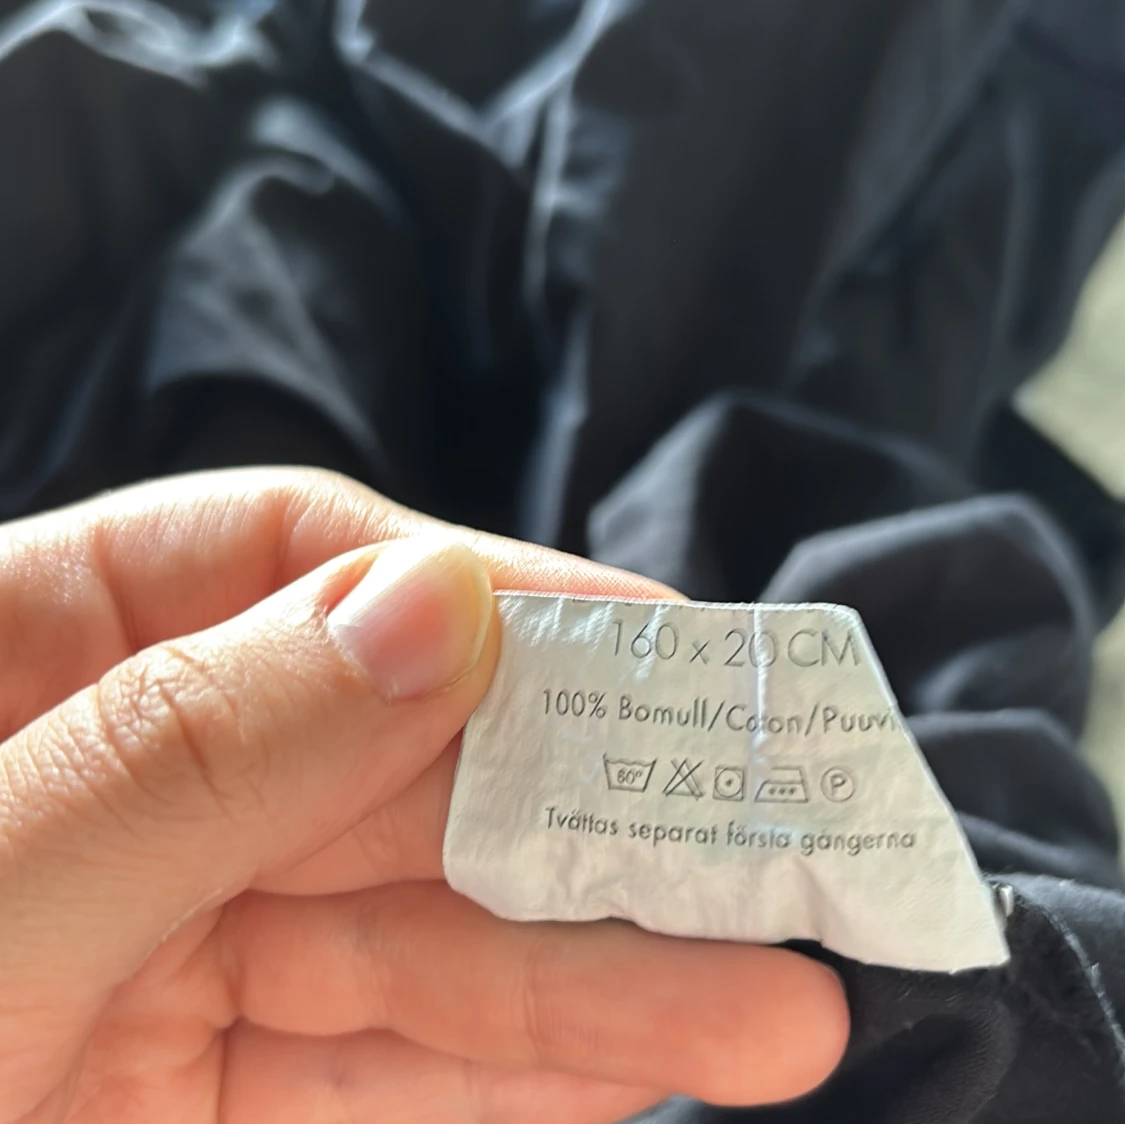 160 x 20 CM
100% Bomull/Coton/Puuvi
60°
P
Tvättas separat första gångerna